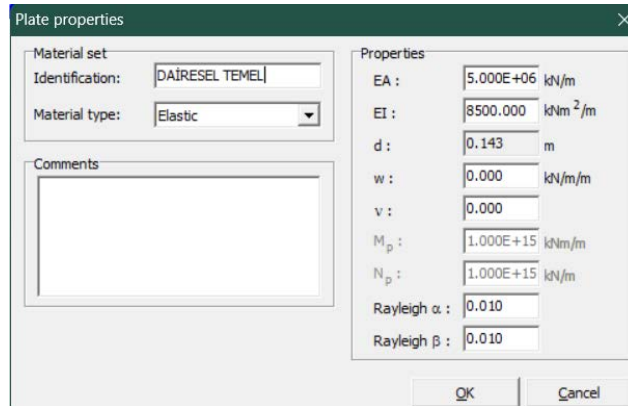 Plate properties
Material set
Identification: DAİRESEL TEMEL
Material type: Elastic
Comments
Properties
EA : 5.000E+06 kN/m
EI : 8500.000 kNm²/m
d : 0.143 m
w : 0.000 kN/m/m
ν : 0.000
Mp : 1.000E+15 kNm/m
Np : 1.000E+15 kN/m
Rayleigh α : 0.010
Rayleigh β : 0.010
OK Cancel